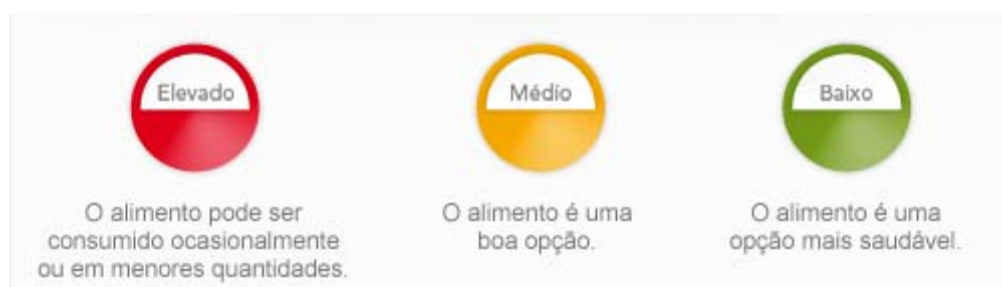 Elevado
O alimento pode ser
consumido ocasionalmente
ou em menores quantidades.
Médio
O alimento é uma
boa opção.
Baixo
O alimento é uma
opção mais saudável.